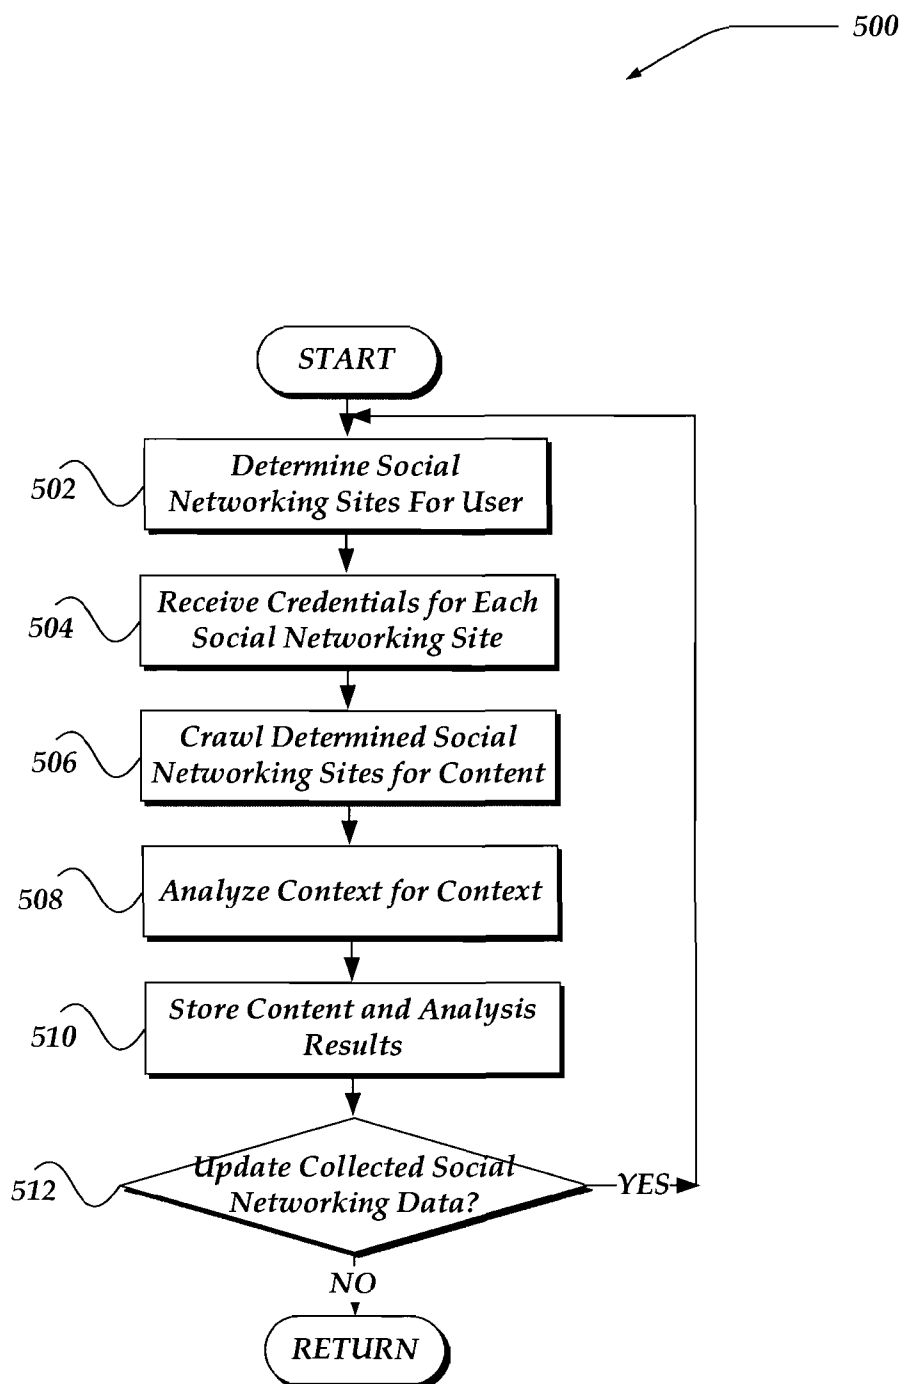 500
START
502
Determine Social
Networking Sites For User
504
Receive Credentials for Each
Social Networking Site
506
Crawl Determined Social
Networking Sites for Content
508
Analyze Context for Context
510
Store Content and Analysis
Results
512
Update Collected Social
Networking Data?
YES
NO
RETURN